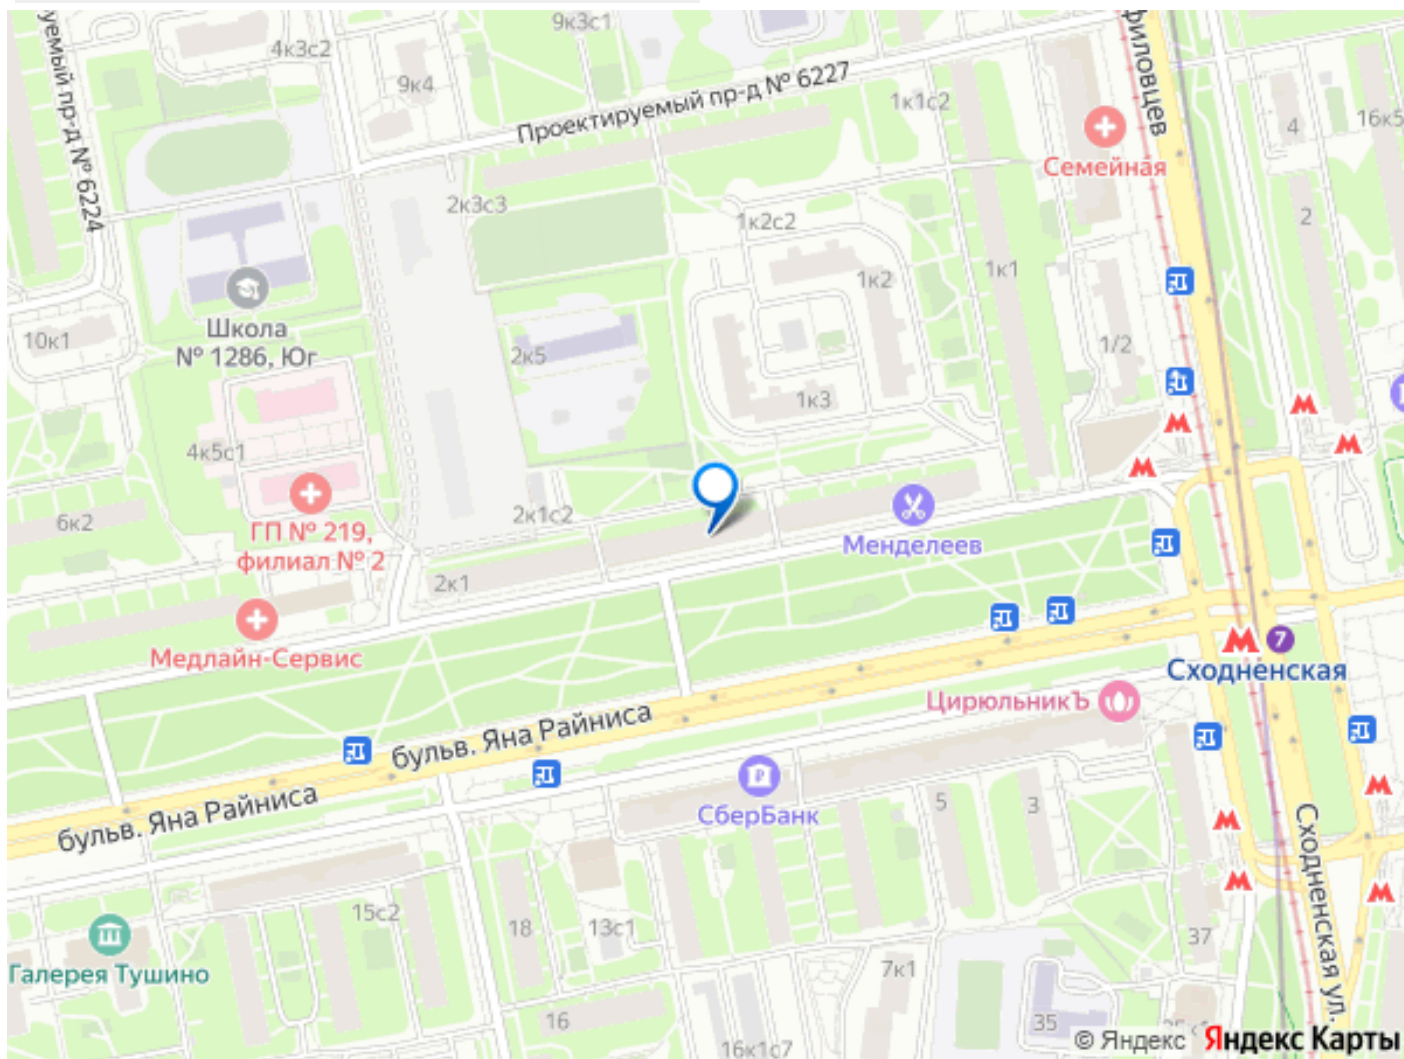 уемый пр-д № 6224
4к3с2
9к3с1
9к4
Проектируемый пр-д № 6227
1к1с2
филовцев
4
16к5
Семейная
2к3с3
1к2с2
2
1к2
1к1
Школа
№ 1286, Юг
10к1
2к5
1/2
1к3
4к5с1
6к2
ГП № 219,
филиал № 2
2к1с2
Менделеев
2к1
Медлайн-Сервис
7
Сходненская
ЦирюльникЪ
бульв. Яна Райниса
бульв. Яна Райниса
СберБанк
5
3
Сходненская ул.
15с2
18
13с1
37
Галерея Тушино
7к1
16
35
16к1с7
© Яндекс Яндекс Карты